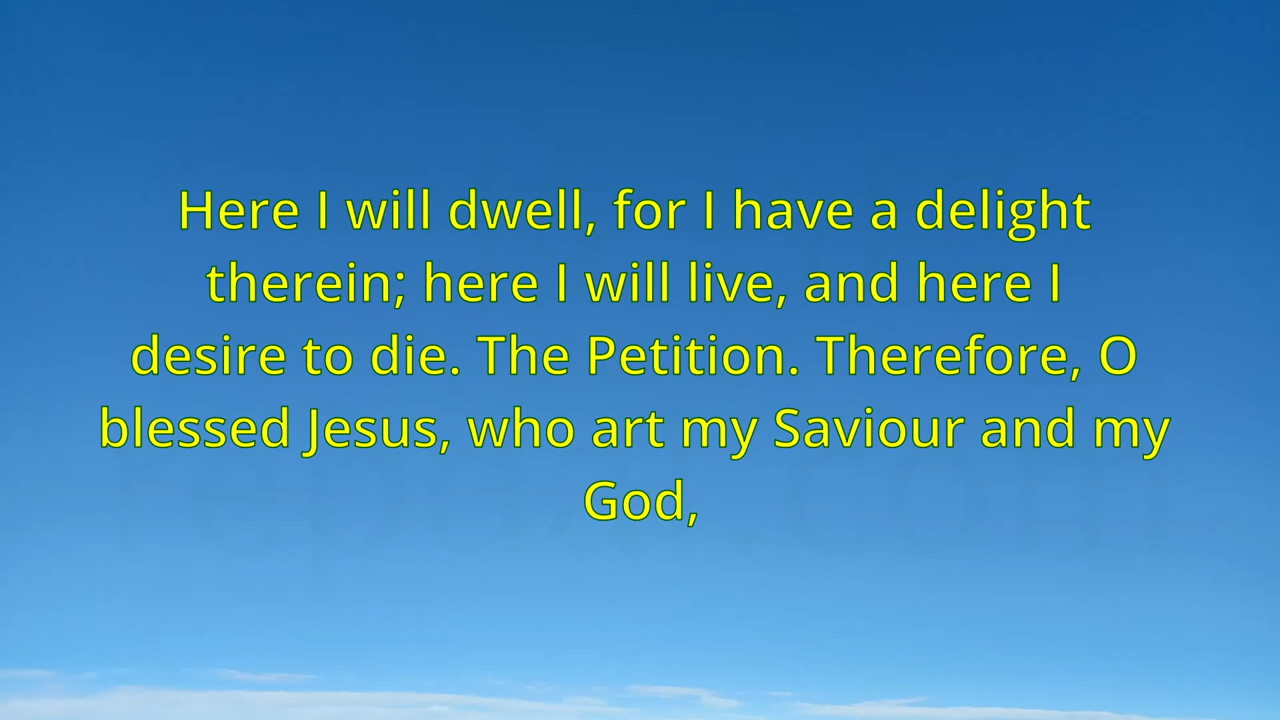 Here I will dwell, for I have a delight
therein; here I will live, and here I
desire to die. The Petition. Therefore, O
blessed Jesus, who art my Saviour and my
God,